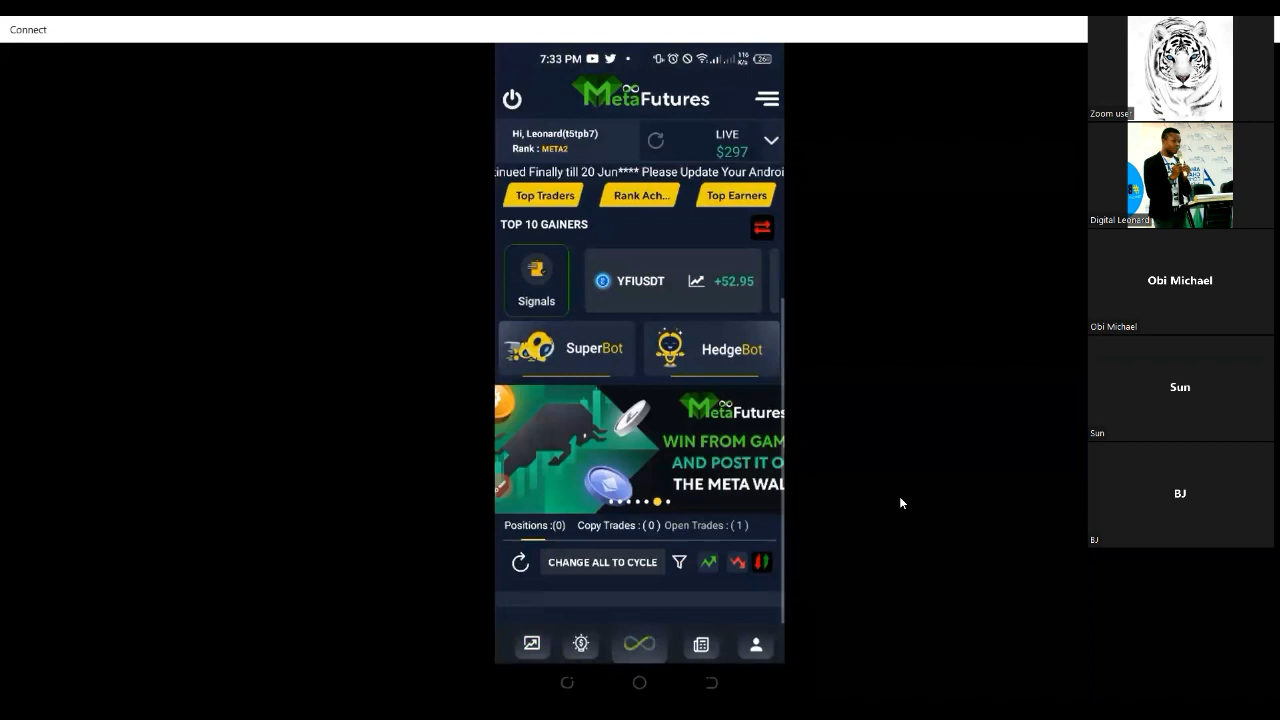 Connect
7:33 PM
116
K/s
26
MetaFutures
Hi, Leonard(t5tpb7)
Rank : META2
LIVE
$297
tinued Finally till 20 Jun**** Please Update Your Androi
Top Traders
Rank Ach...
Top Earners
TOP 10 GAINERS
Signals
YFIUSDT
+52.95
SuperBot
HedgeBot
MetaFutures
WIN FROM GAM
AND POST IT O
THE META WAL
Positions :(0) Copy Trades : ( 0 ) Open Trades : ( 1 )
CHANGE ALL TO CYCLE
Zoom user
Digital Leonard
Obi Michael
Obi Michael
Sun
Sun
BJ
BJ